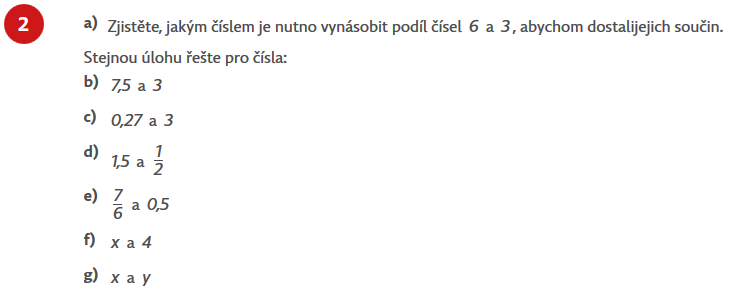 2 a) Zjistěte, jakým číslem je nutno vynásobit podíl čísel 6 a 3, abychom dostalijejich součin.
Stejnou úlohu řešte pro čísla:
b) 7,5 a 3
c) 0,27 a 3
d) 1,5 a 1/2
e) 7/6 a 0,5
f) x a 4
g) x a y